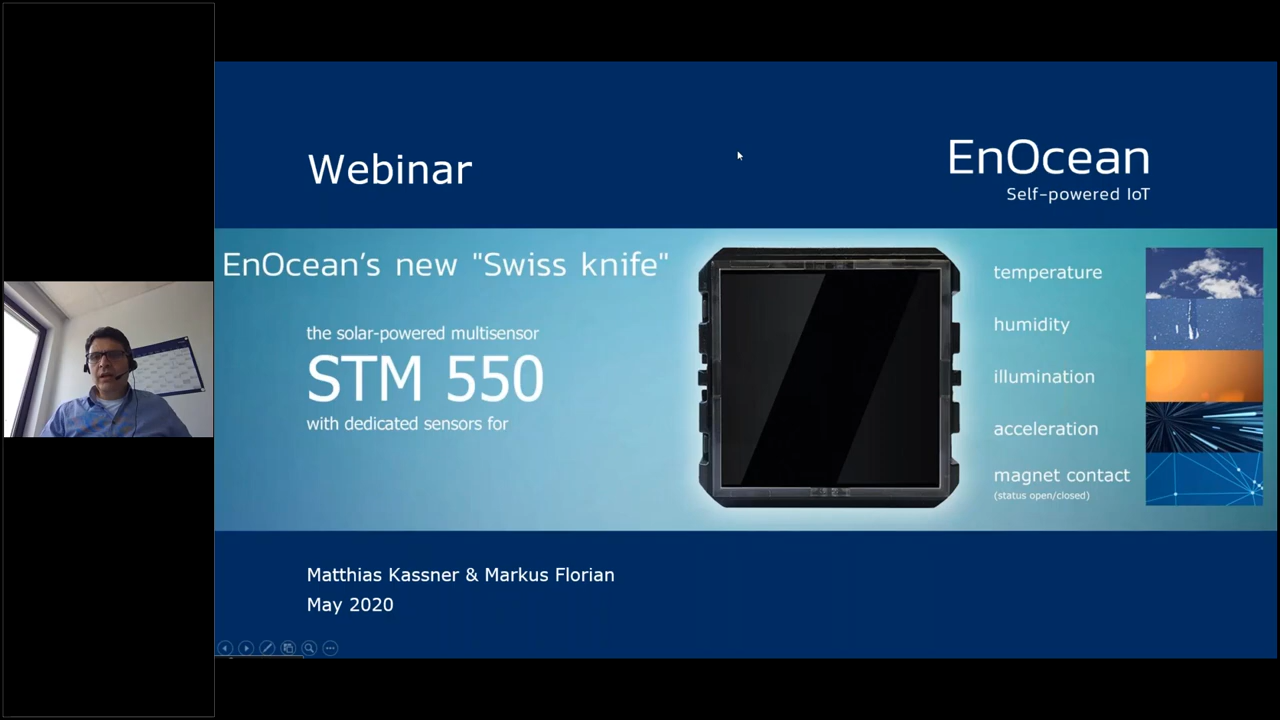 Webinar
EnOcean
Self-powered IoT
EnOcean's new "Swiss knife"
the solar-powered multisensor
STM 550
with dedicated sensors for
temperature
humidity
illumination
acceleration
magnet contact
(status open/closed)
Matthias Kassner & Markus Florian
May 2020